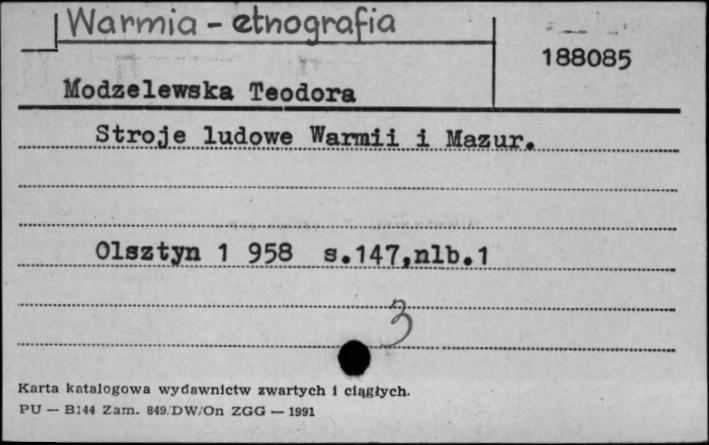 Warmia - etnografia
188085
Modzelewska Teodora
Stroje ludowe Warmii i Mazur.
Olsztyn 1 958 s.147,nlb.1
3
Karta katalogowa wydawnictw zwartych i ciągłych.
PU — B144 Zam. 849/DW/On ZGG — 1991